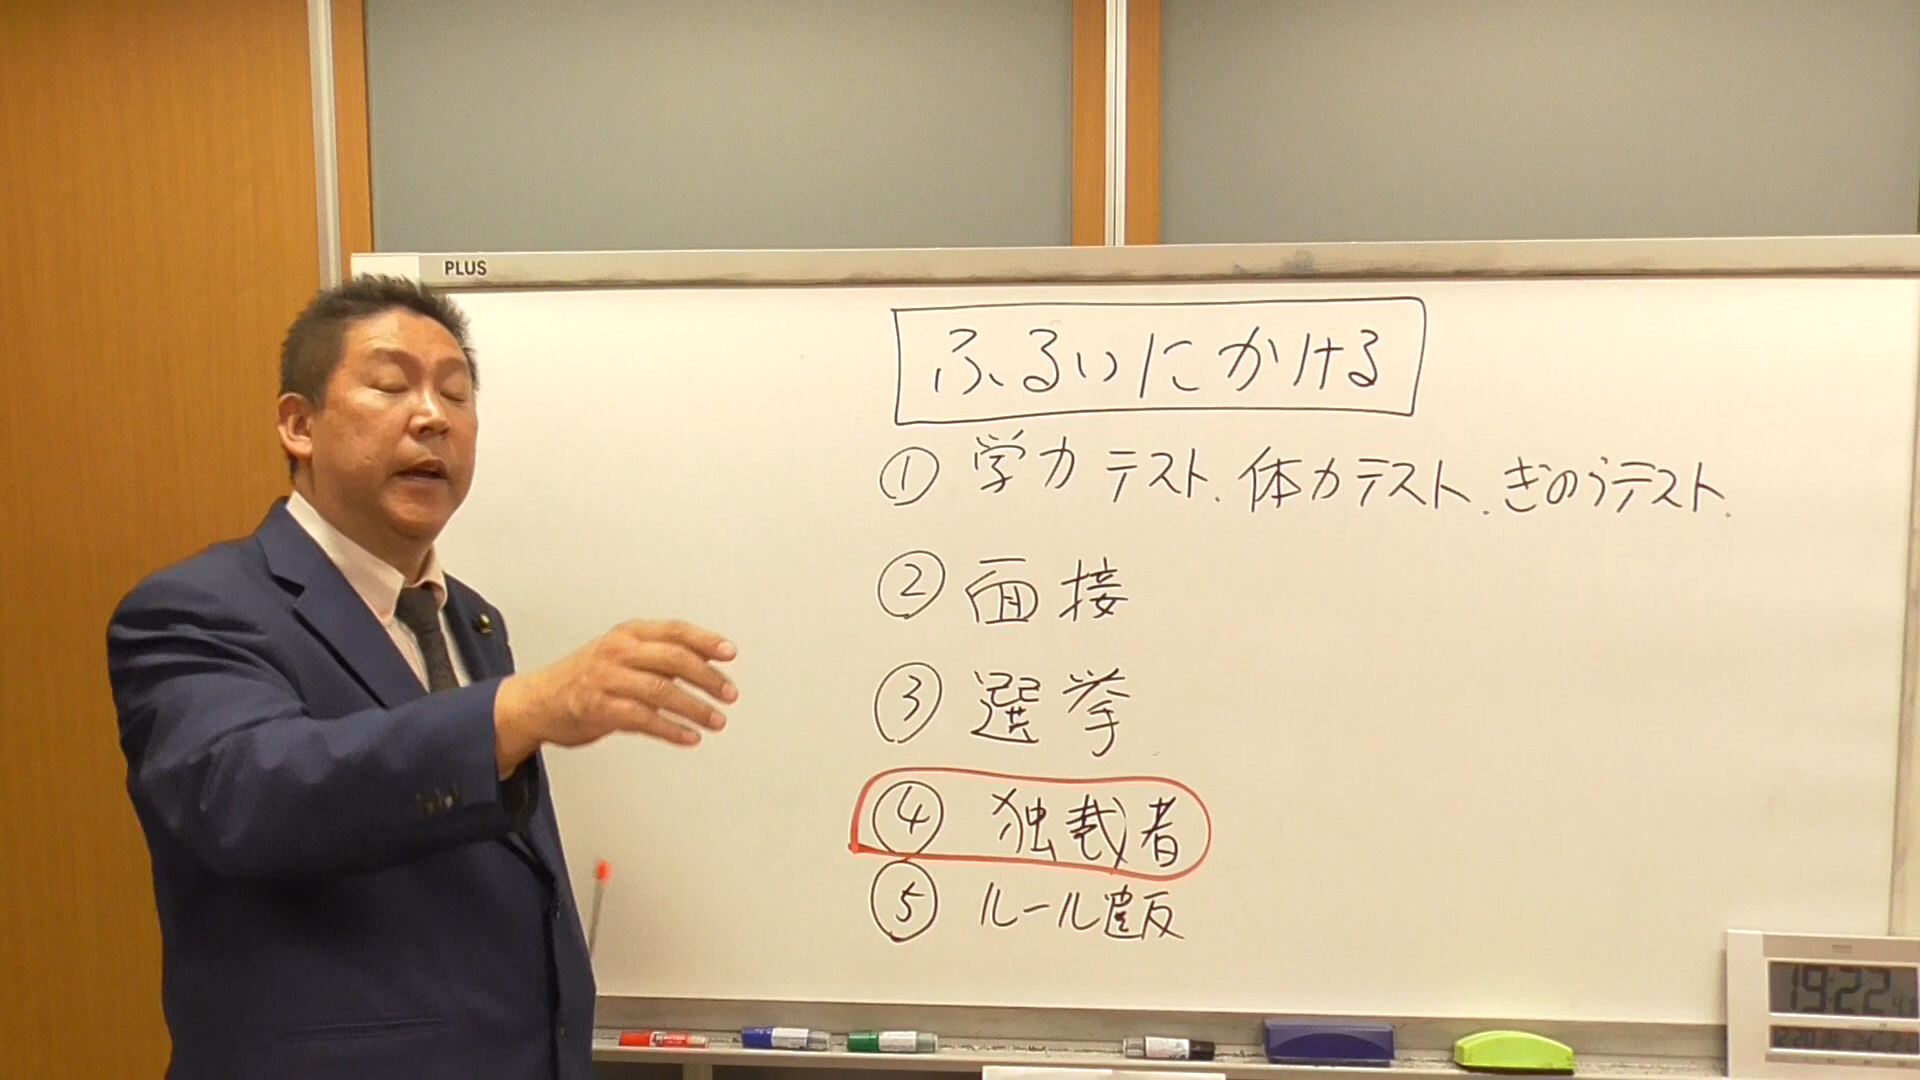 PLUS
ふるいにかける
① 学力テスト. 体力テスト. きのうテスト.
② 面接
③ 選挙
④ 独裁者
⑤ ルール違反
19:22